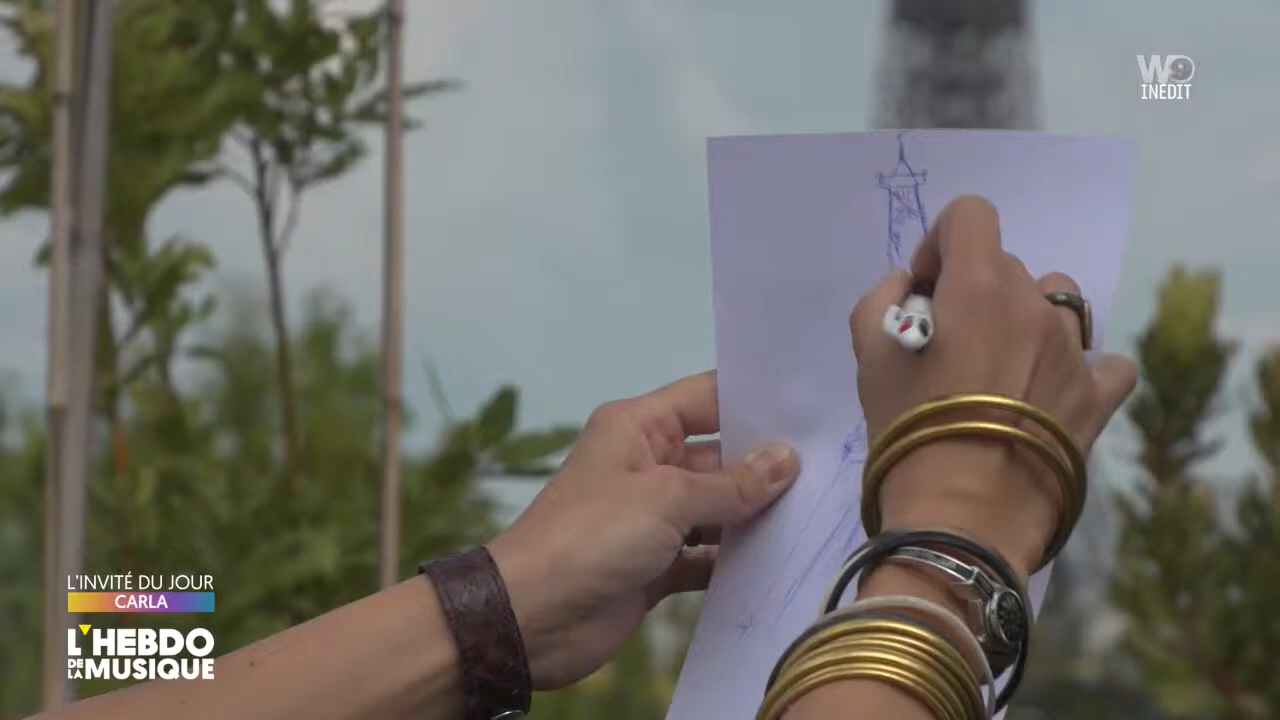 W9
INÉDIT
L'INVITÉ DU JOUR
CARLA
L'HEBDO
DE LA MUSIQUE